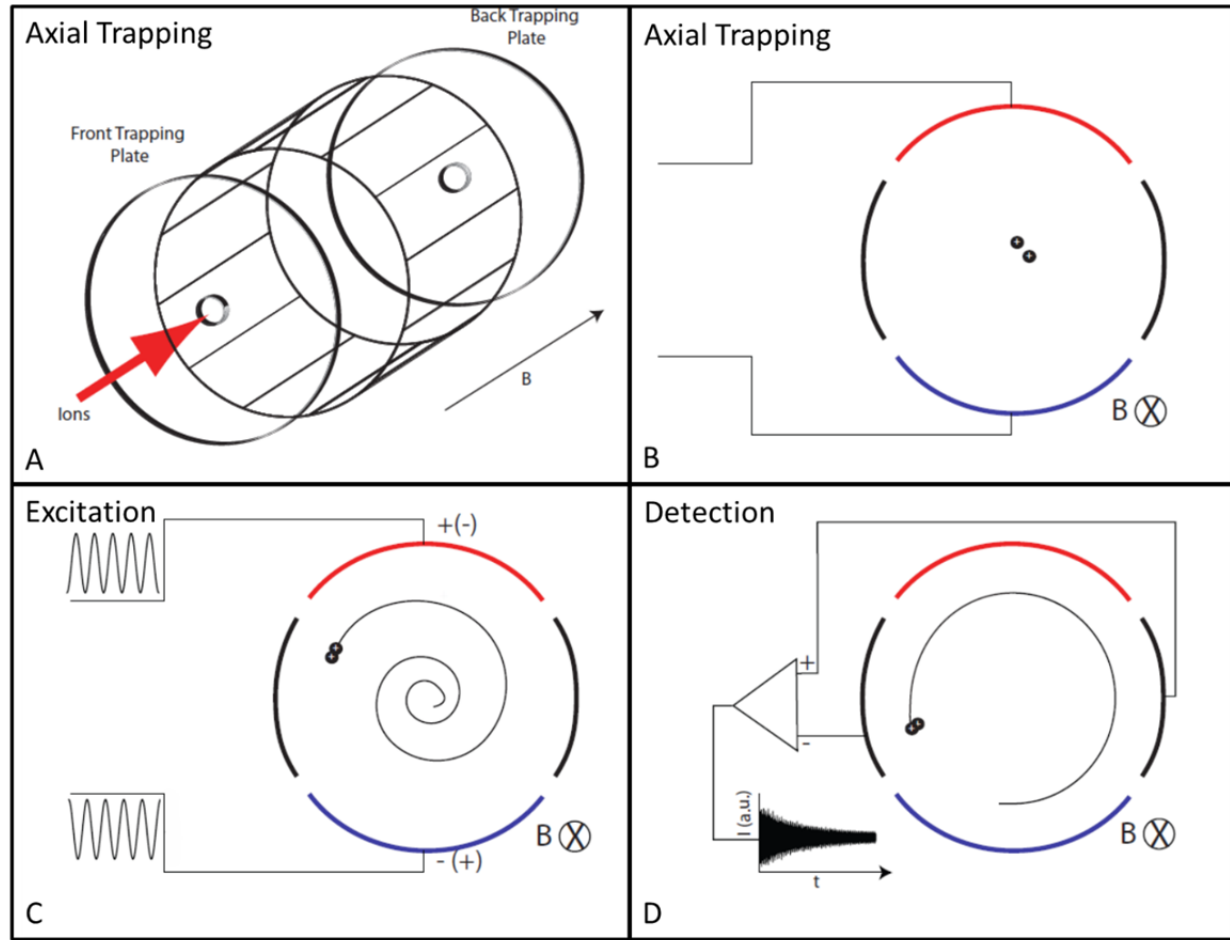 Axial Trapping
Back Trapping
Plate
Front Trapping
Plate
B
Ions
A
Axial Trapping
B
B
Excitation
+(-)
B
- (+)
C
Detection
+
-
I (a.u.)
B
t
D